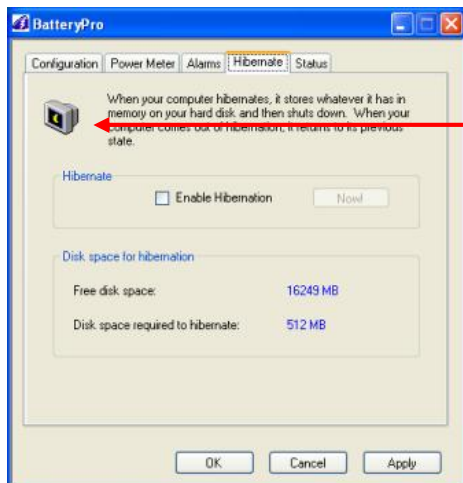 BatteryPro
Configuration Power Meter Alarms Hibernate Status
When your computer hibernates, it stores whatever it has in
memory on your hard disk and then shuts down. When your
computer comes out of hibernation, it returns to its previous
state.
Hibernate
Enable Hibernation Now!
Disk space for hibernation
Free disk space: 16249 MB
Disk space required to hibernate: 512 MB
OK Cancel Apply